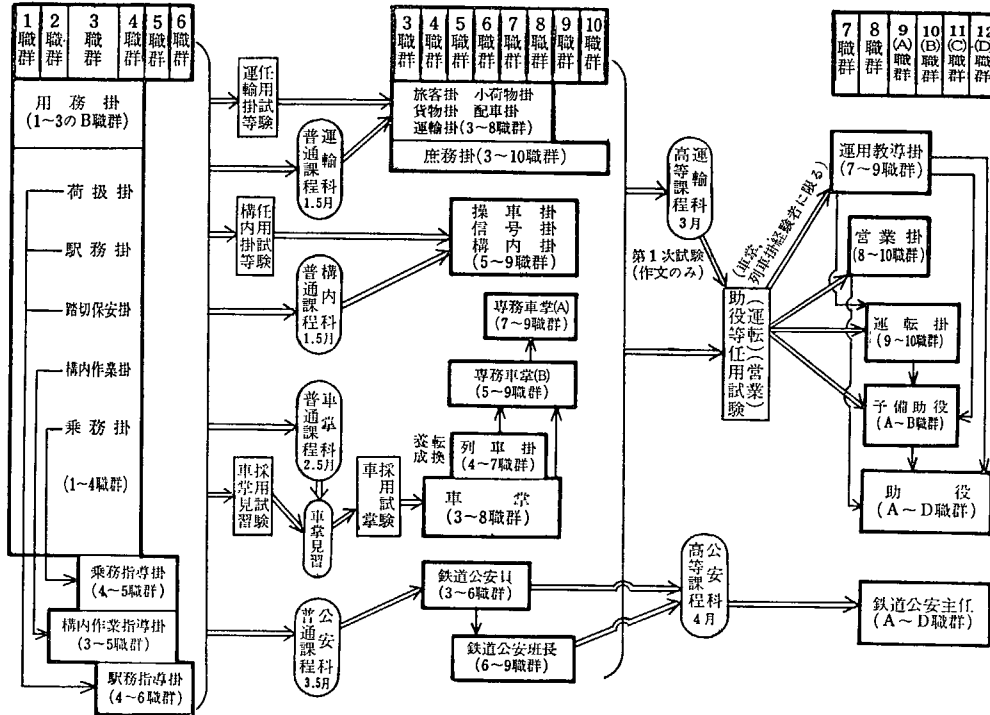 1職群
2職群
3職群
4職群
5職群
6職群
用務掛
(1~3のB職群)
荷扱掛
駅務掛
踏切保安掛
構内作業掛
乗務掛
(1~4職群)
乗務指導掛
(4~5職群)
構内作業指導掛
(3~5職群)
駅務指導掛
(4~6職群)
運輸掛等
任用試験
普通課程
運輸科
1.5月
構内掛等
任用試験
普通課程
構内科
1.5月
普通課程
車掌科
2.5月
車掌見習
採用試験
車掌見習
車掌
採用試験
普通課程
公安科
3.5月
3職群
4職群
5職群
6職群
7職群
8職群
9職群
10職群
旅客掛 小荷物掛
貨物掛 配車掛
運輸掛(3~8職群)
庶務掛(3~10職群)
操車掛
信号掛
構内掛
(5~9職群)
専務車掌(A)
(7~9職群)
専務車掌(B)
(5~9職群)
転換
養成
列車掛
(4~7職群)
車掌
(3~8職群)
鉄道公安員
(3~6職群)
鉄道公安班長
(6~9職群)
高等課程
運輸科
3月
第1次試験
(作文のみ)
(車掌、列車掛経験者に限る)
助役等任用試験
(運転)(営業)
高等課程
公安科
4月
7職群
8職群
9(A)職群
10(B)職群
11(C)職群
12(D)職群
運用教導掛
(7~9職群)
営業掛
(8~10職群)
運転掛
(9~10職群)
予備助役
(A~B職群)
助役
(A~D職群)
鉄道公安主任
(A~D職群)